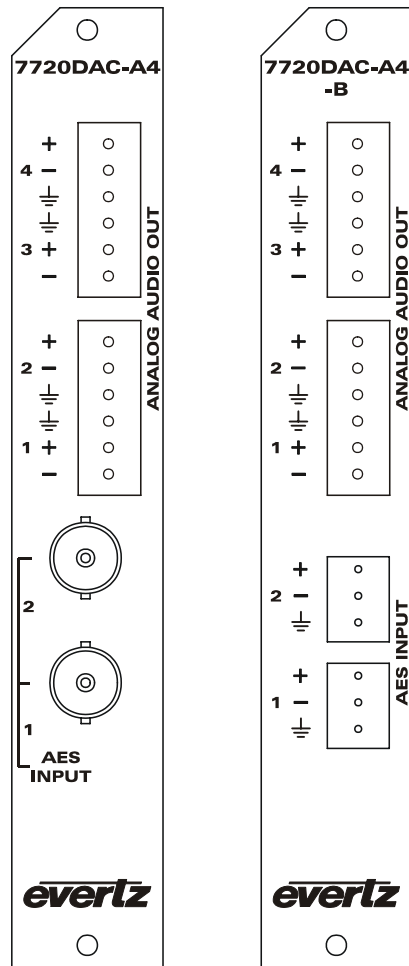 7720DAC-A4
4 +
−
3 +
−
ANALOG AUDIO OUT
2 +
−
1 +
−
2
1
AES
INPUT
evertz
7720DAC-A4
-B
4 +
−
3 +
−
ANALOG AUDIO OUT
2 +
−
1 +
−
2 +
−
1 +
−
AES INPUT
evertz